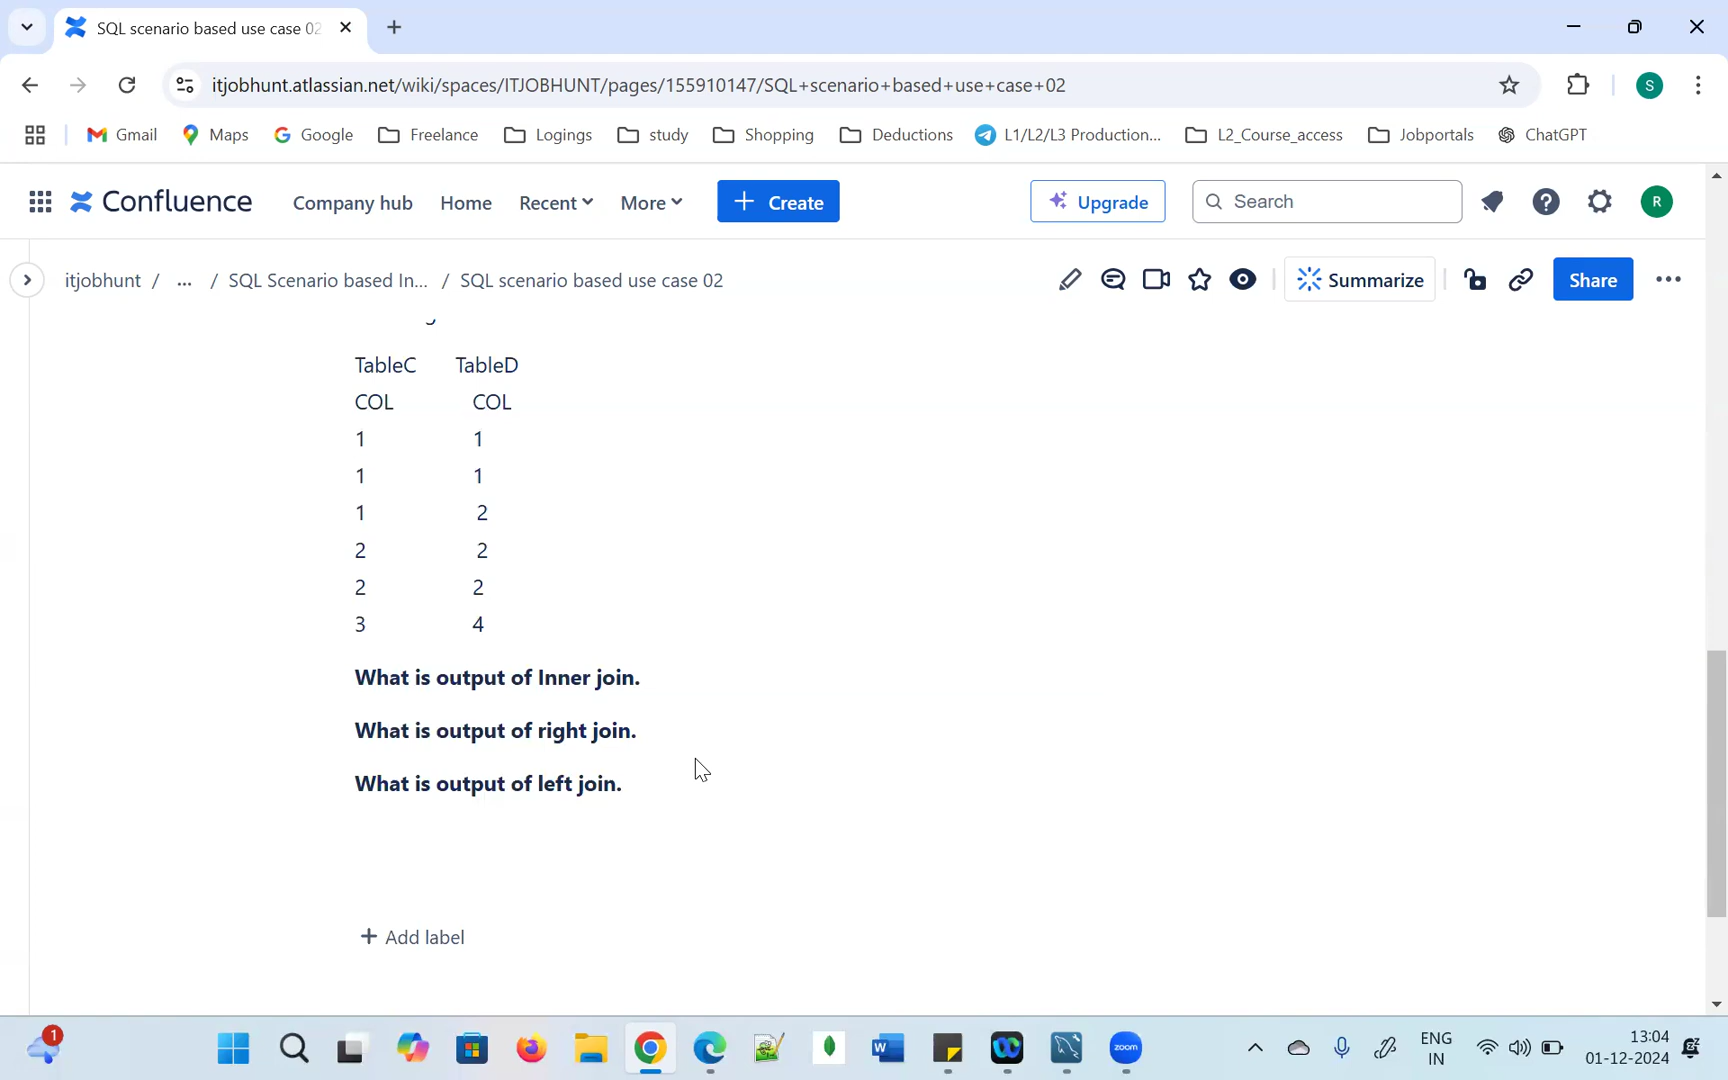 SQL scenario based use case 02
itjobhunt.atlassian.net/wiki/spaces/ITJOBHUNT/pages/155910147/SQL+scenario+based+use+case+02
S
Gmail Maps Google Freelance Logings study Shopping Deductions L1/L2/L3 Production... L2_Course_access Jobportals ChatGPT
Confluence Company hub Home Recent More + Create Upgrade Search R
itjobhunt / ... / SQL Scenario based In... / SQL scenario based use case 02 Summarize Share
TableC TableD
COL COL
1 1
1 1
1 2
2 2
2 2
3 4
What is output of Inner join.
What is output of right join.
What is output of left join.
+ Add label
1 W zoom ENG IN 13:04
01-12-2024